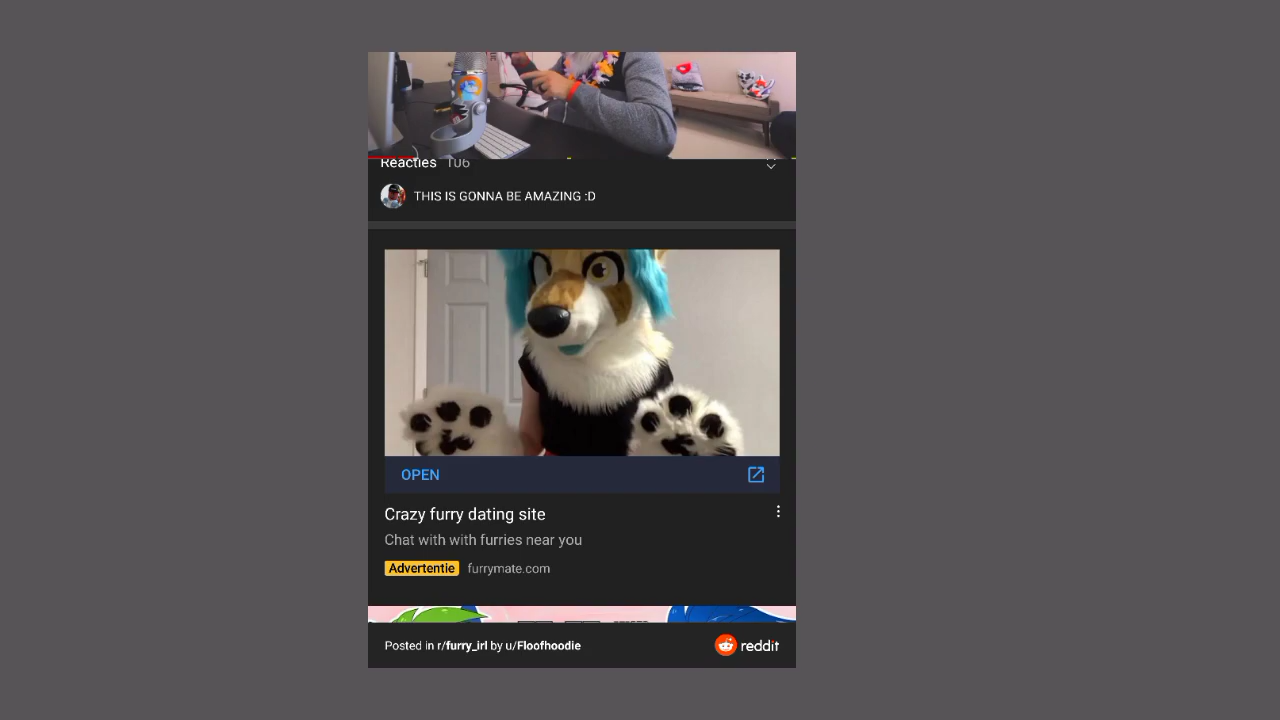 Reacties 106
THIS IS GONNA BE AMAZING :D
OPEN
Crazy furry dating site
Chat with with furries near you
Advertentie furrymate.com
Posted in r/furry_irl by u/Floofhoodie
reddit